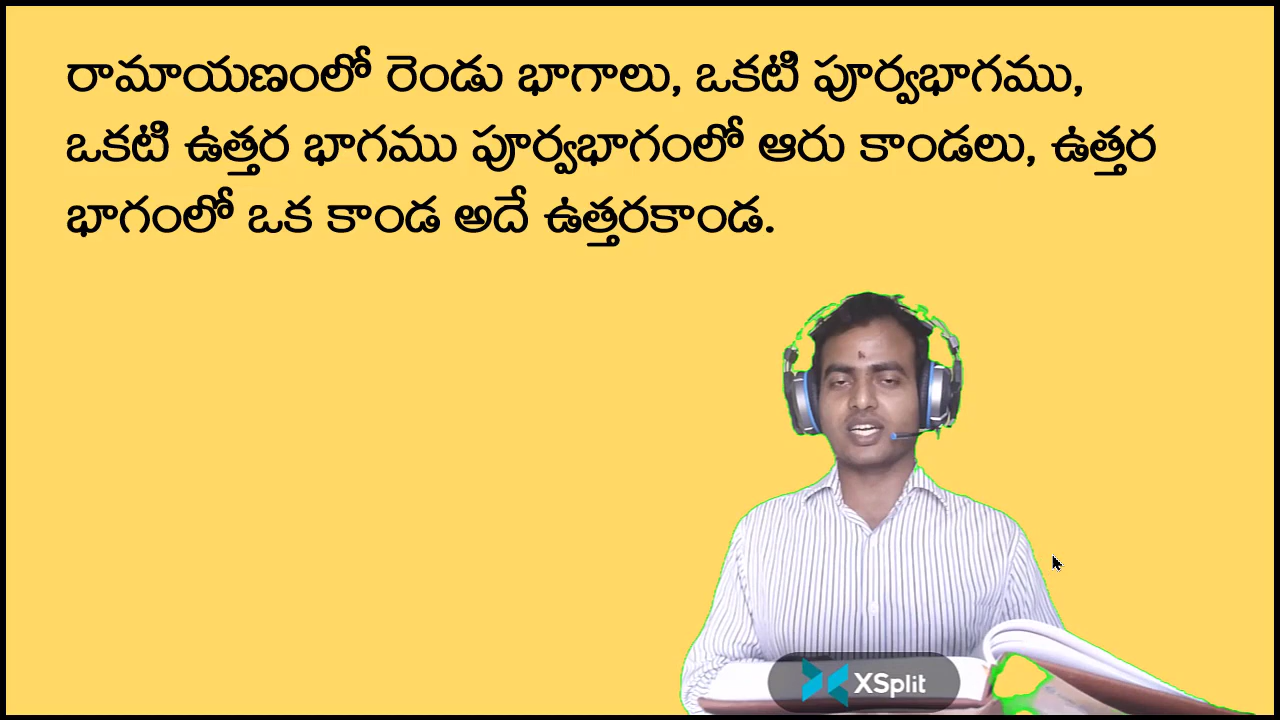 రామాయణంలో రెండు భాగాలు, ఒకటి పూర్వభాగము,
ఒకటి ఉత్తర భాగము పూర్వభాగంలో ఆరు కాండలు, ఉత్తర
భాగంలో ఒక కాండ అదే ఉత్తరకాండ.
XSplit